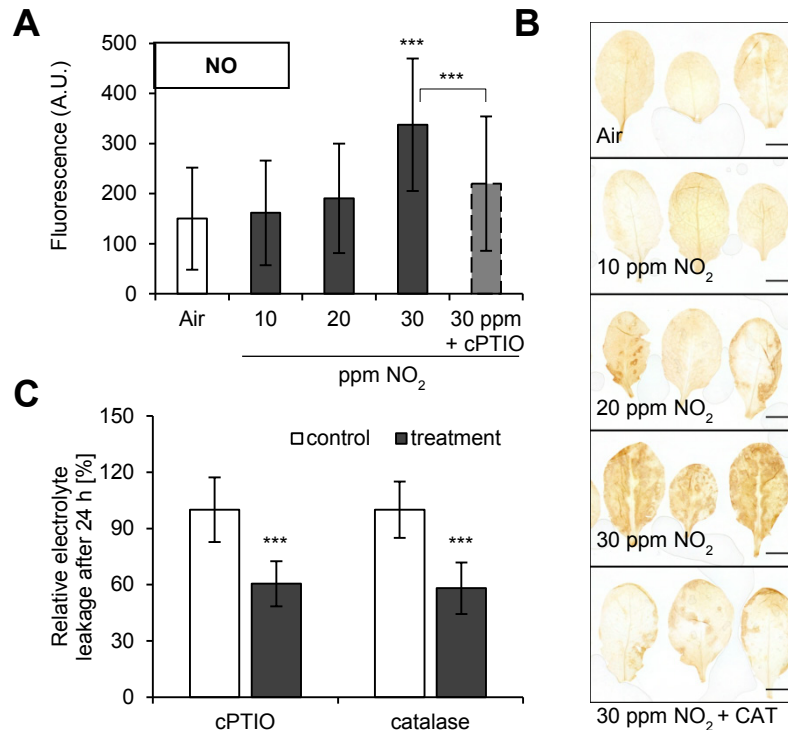 A
Fluorescence (A.U.)
500
400
300
200
100
0
NO
***
***
Air
10
20
30
30 ppm
+ cPTIO
ppm NO₂
B
Air
10 ppm NO₂
20 ppm NO₂
30 ppm NO₂
30 ppm NO₂ + CAT
C
Relative electrolyte
leakage after 24 h [%]
150
120
90
60
30
0
control
treatment
***
***
cPTIO
catalase